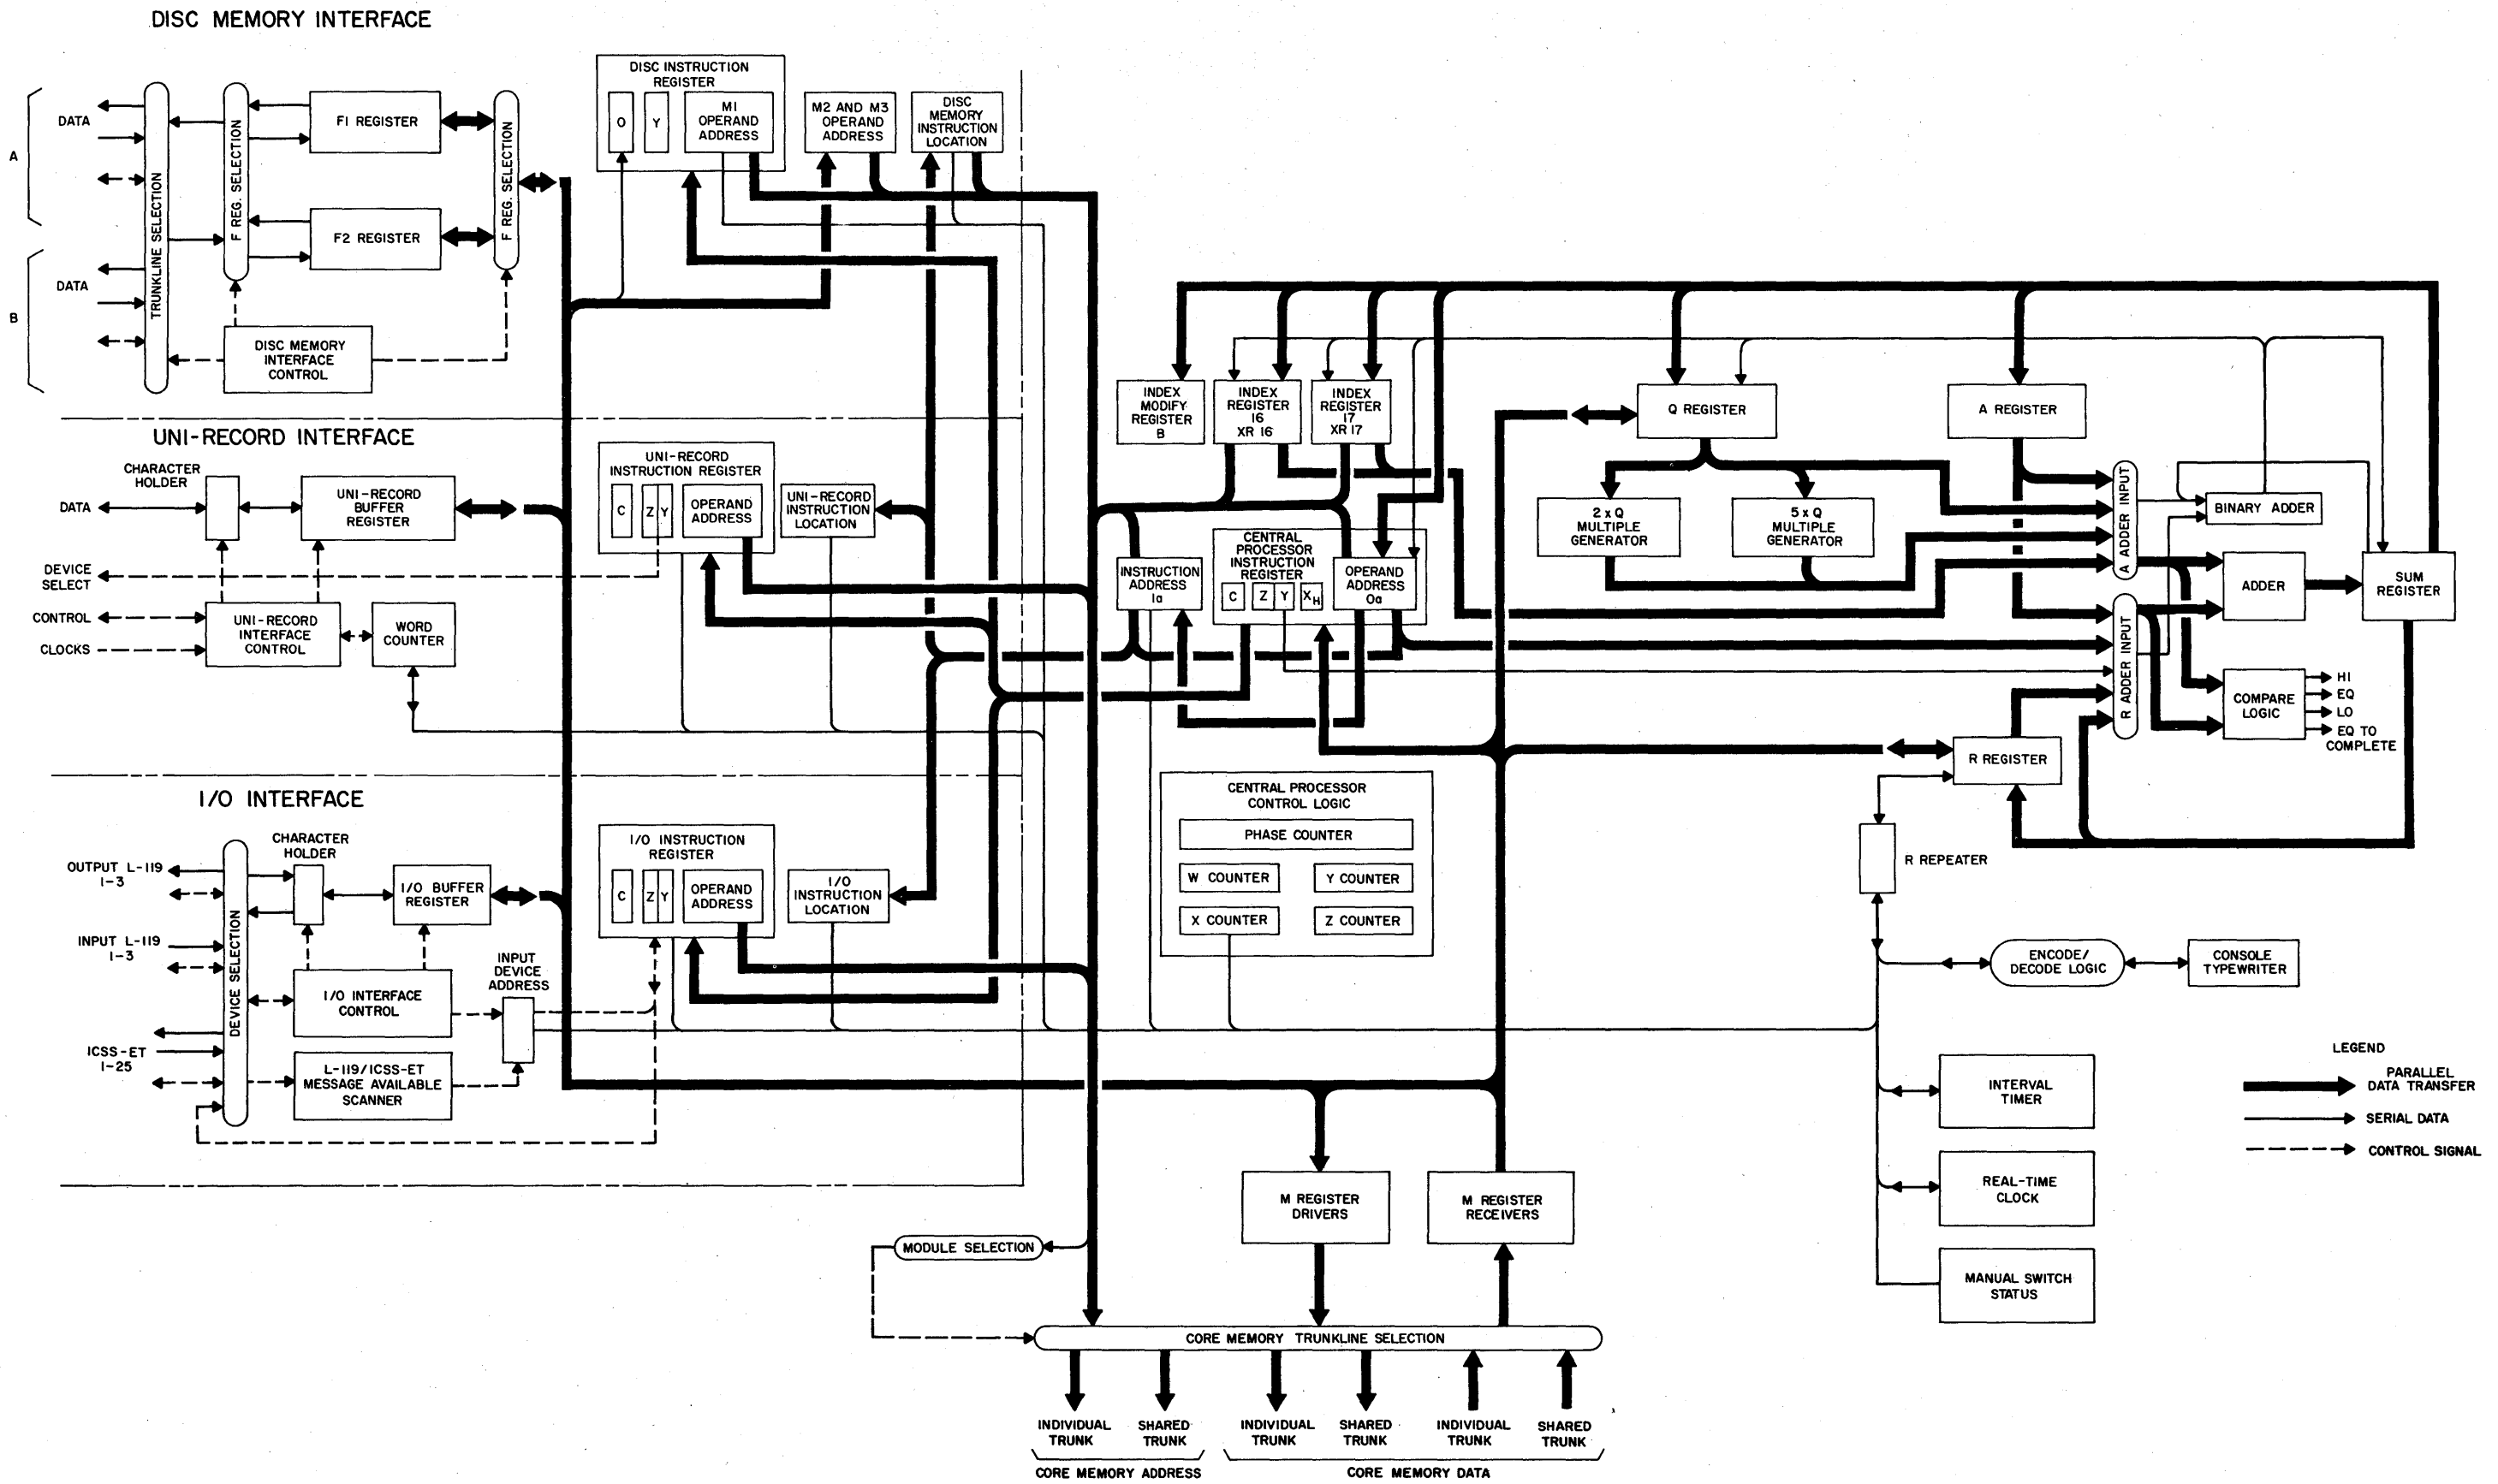 DISC MEMORY INTERFACE
A
DATA
B
DATA
TRUNKLINE SELECTION
F REG. SELECTION
F1 REGISTER
F2 REGISTER
F REG. SELECTION
DISC MEMORY
INTERFACE
CONTROL
DISC INSTRUCTION
REGISTER
O
Y
M1
OPERAND
ADDRESS
M2 AND M3
OPERAND
ADDRESS
DISC
MEMORY
INSTRUCTION
LOCATION
UNI-RECORD INTERFACE
CHARACTER
HOLDER
DATA
UNI-RECORD
BUFFER
REGISTER
DEVICE
SELECT
CONTROL
CLOCKS
UNI-RECORD
INTERFACE
CONTROL
WORD
COUNTER
UNI-RECORD
INSTRUCTION REGISTER
C
Z
Y
OPERAND
ADDRESS
UNI-RECORD
INSTRUCTION
LOCATION
I/O INTERFACE
OUTPUT L-119
1-3
INPUT L-119
1-3
ICSS-ET
1-25
DEVICE SELECTION
CHARACTER
HOLDER
I/O BUFFER
REGISTER
I/O INTERFACE
CONTROL
L-119/ICSS-ET
MESSAGE AVAILABLE
SCANNER
INPUT
DEVICE
ADDRESS
I/O INSTRUCTION
REGISTER
C
Z
Y
OPERAND
ADDRESS
I/O
INSTRUCTION
LOCATION
INDEX
MODIFY
REGISTER
B
INDEX
REGISTER
16
XR 16
INDEX
REGISTER
17
XR 17
Q REGISTER
A REGISTER
2 x Q
MULTIPLE
GENERATOR
5 x Q
MULTIPLE
GENERATOR
INSTRUCTION
ADDRESS
Ia
CENTRAL
PROCESSOR
INSTRUCTION
REGISTER
C
Z
Y
XH
OPERAND
ADDRESS
Oa
A ADDER INPUT
R ADDER INPUT
BINARY ADDER
ADDER
SUM
REGISTER
COMPARE
LOGIC
HI
EQ
LO
EQ TO
COMPLETE
R REGISTER
R REPEATER
CENTRAL PROCESSOR
CONTROL LOGIC
PHASE COUNTER
W COUNTER
Y COUNTER
X COUNTER
Z COUNTER
ENCODE/
DECODE LOGIC
CONSOLE
TYPEWRITER
INTERVAL
TIMER
REAL-TIME
CLOCK
MANUAL SWITCH
STATUS
LEGEND
PARALLEL
DATA TRANSFER
SERIAL DATA
CONTROL SIGNAL
M REGISTER
DRIVERS
M REGISTER
RECEIVERS
MODULE SELECTION
CORE MEMORY TRUNKLINE SELECTION
INDIVIDUAL
TRUNK
SHARED
TRUNK
INDIVIDUAL
TRUNK
SHARED
TRUNK
INDIVIDUAL
TRUNK
SHARED
TRUNK
CORE MEMORY ADDRESS
CORE MEMORY DATA